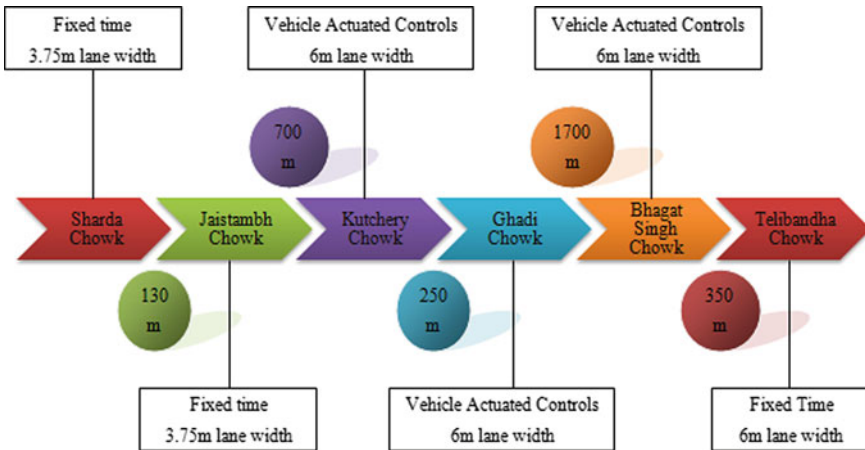 Fixed time
3.75m lane width
Vehicle Actuated Controls
6m lane width
Vehicle Actuated Controls
6m lane width
700
m
1700
m
Sharda
Chowk
Jaistambh
Chowk
Kutchery
Chowk
Ghadi
Chowk
Bhagat
Singh
Chowk
Telibandha
Chowk
130
m
250
m
350
m
Fixed time
3.75m lane width
Vehicle Actuated Controls
6m lane width
Fixed Time
6m lane width